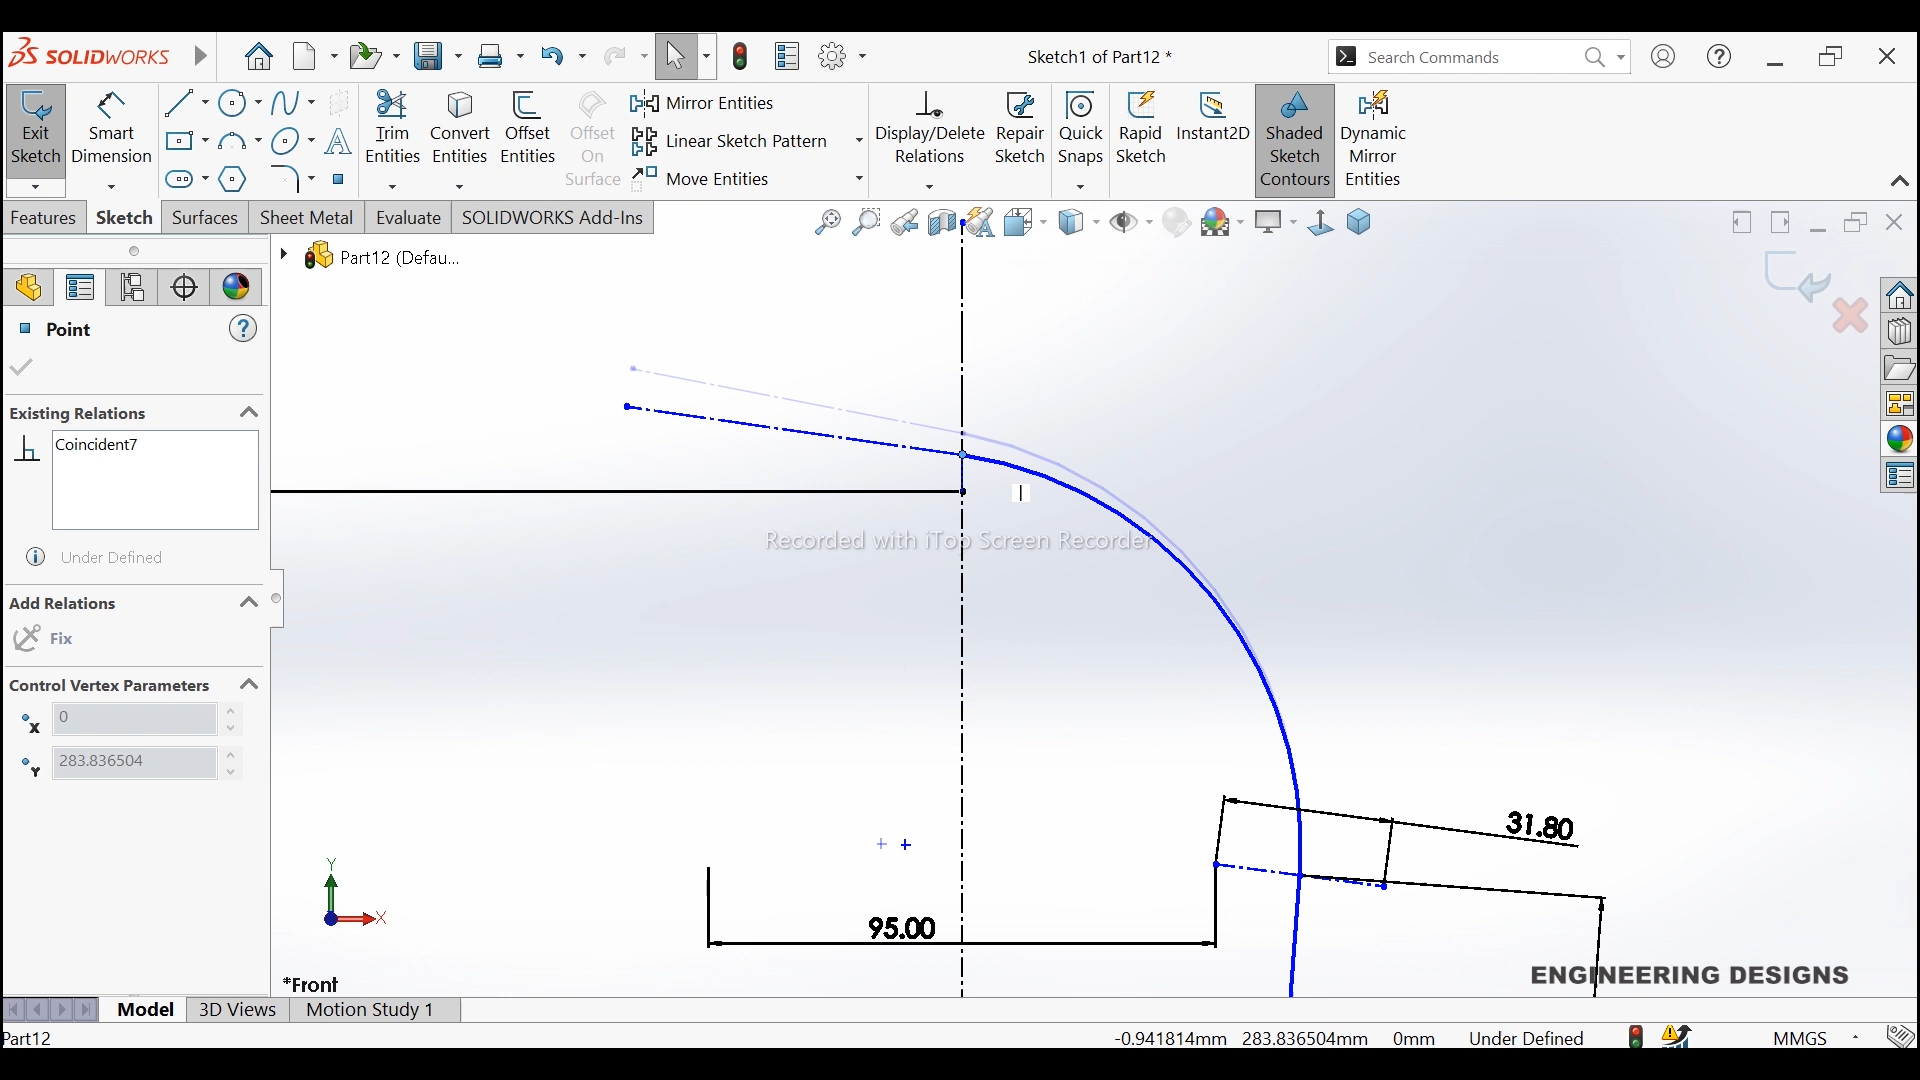 SOLIDWORKS
Sketch1 of Part12 *
Search Commands
Exit Sketch
Smart Dimension
Trim Entities
Convert Entities
Offset Entities
Offset On Surface
Mirror Entities
Linear Sketch Pattern
Move Entities
Display/Delete Relations
Repair Sketch
Quick Snaps
Rapid Sketch
Instant2D
Shaded Sketch Contours
Dynamic Mirror Entities
Features
Sketch
Surfaces
Sheet Metal
Evaluate
SOLIDWORKS Add-Ins
Part12 (Defau...
Point
Existing Relations
Coincident7
Under Defined
Add Relations
Fix
Control Vertex Parameters
X
0
Y
283.836504
Recorded with iTop Screen Recorder
31.80
95.00
Y
X
*Front
ENGINEERING DESIGNS
Model
3D Views
Motion Study 1
Part12
-0.941814mm
283.836504mm
0mm
Under Defined
MMGS